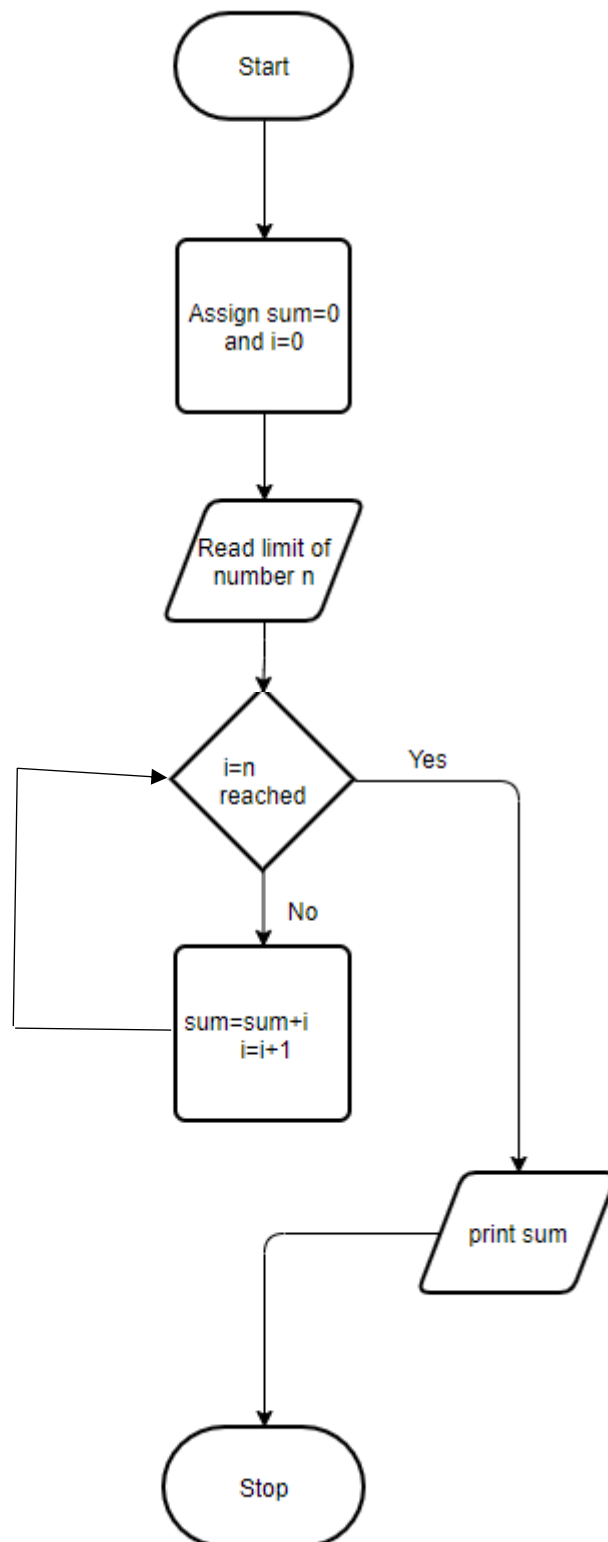 Start
Assign sum=0
and i=0
Read limit of
number n
i=n
reached
Yes
No
sum=sum+i
i=i+1
print sum
Stop